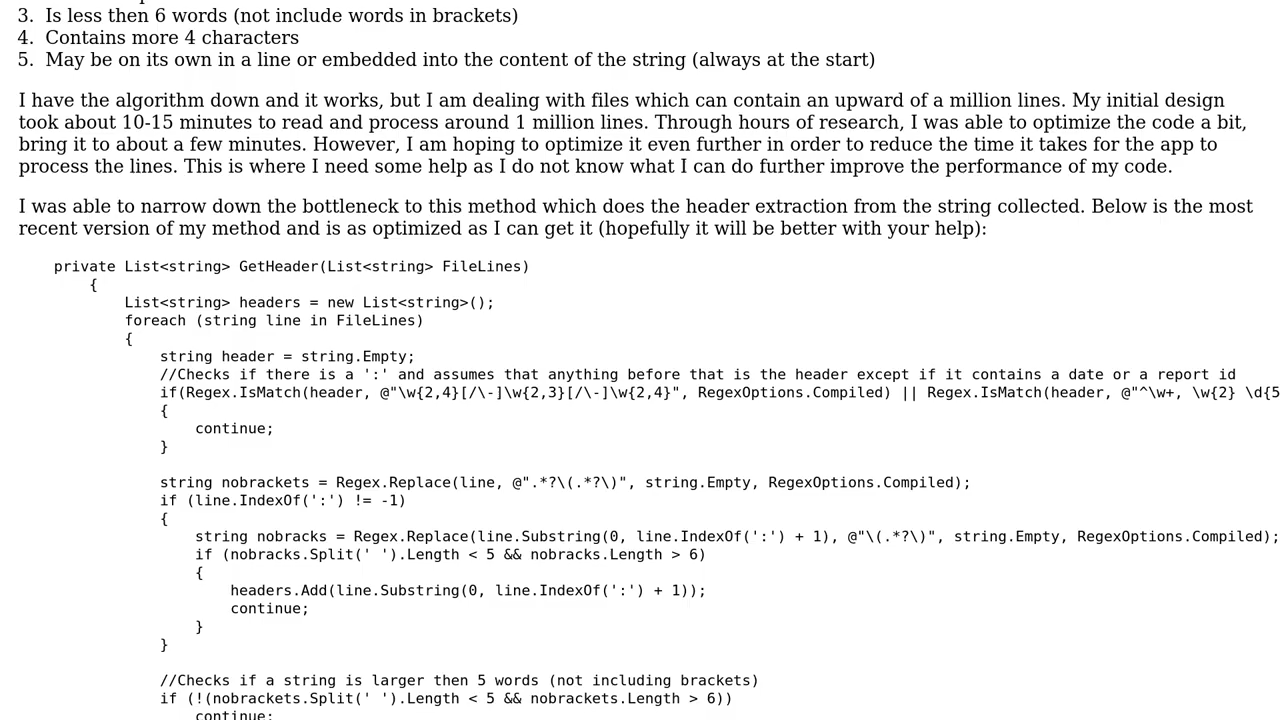 3. Is less then 6 words (not include words in brackets)
4. Contains more 4 characters
5. May be on its own in a line or embedded into the content of the string (always at the start)
I have the algorithm down and it works, but I am dealing with files which can contain an upward of a million lines. My initial design
took about 10-15 minutes to read and process around 1 million lines. Through hours of research, I was able to optimize the code a bit,
bring it to about a few minutes. However, I am hoping to optimize it even further in order to reduce the time it takes for the app to
process the lines. This is where I need some help as I do not know what I can do further improve the performance of my code.
I was able to narrow down the bottleneck to this method which does the header extraction from the string collected. Below is the most
recent version of my method and is as optimized as I can get it (hopefully it will be better with your help):
private List<string> GetHeader(List<string> FileLines)
{
List<string> headers = new List<string>();
foreach (string line in FileLines)
{
string header = string.Empty;
//Checks if there is a ':' and assumes that anything before that is the header except if it contains a date or a report id
if(Regex.IsMatch(header, @"\w{2,4}[/\-]\w{2,3}[/\-]\w{2,4}", RegexOptions.Compiled) || Regex.IsMatch(header, @"^\w+, \w{2} \d{5
{
continue;
}
string nobrackets = Regex.Replace(line, @".*?\(.*?\)", string.Empty, RegexOptions.Compiled);
if (line.IndexOf(':') != -1)
{
string nobracks = Regex.Replace(line.Substring(0, line.IndexOf(':') + 1), @"\(.*?\)", string.Empty, RegexOptions.Compiled);
if (nobracks.Split(' ').Length < 5 && nobracks.Length > 6)
{
headers.Add(line.Substring(0, line.IndexOf(':') + 1));
continue;
}
}
//Checks if a string is larger then 5 words (not including brackets)
if (!(nobrackets.Split(' ').Length < 5 && nobrackets.Length > 6))
continue;